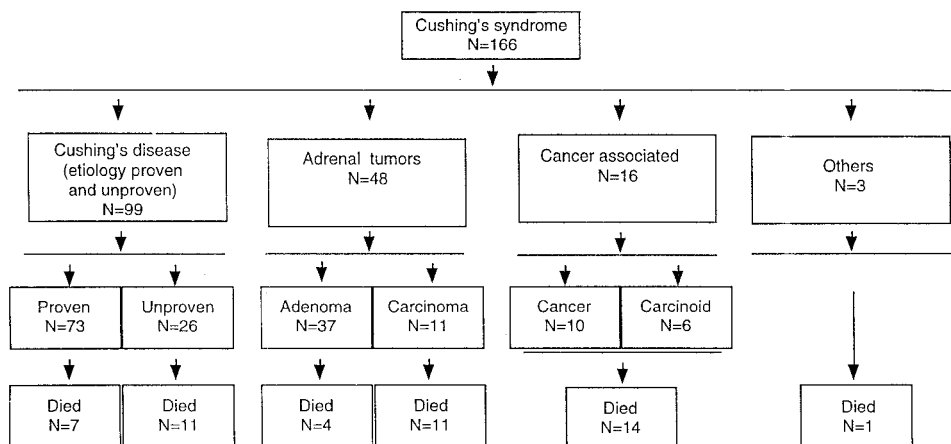 Cushing's syndrome
N=166
Cushing's disease
(etiology proven
and unproven)
N=99
Adrenal tumors
N=48
Cancer associated
N=16
Others
N=3
Proven
N=73
Unproven
N=26
Adenoma
N=37
Carcinoma
N=11
Cancer
N=10
Carcinoid
N=6
Died
N=7
Died
N=11
Died
N=4
Died
N=11
Died
N=14
Died
N=1